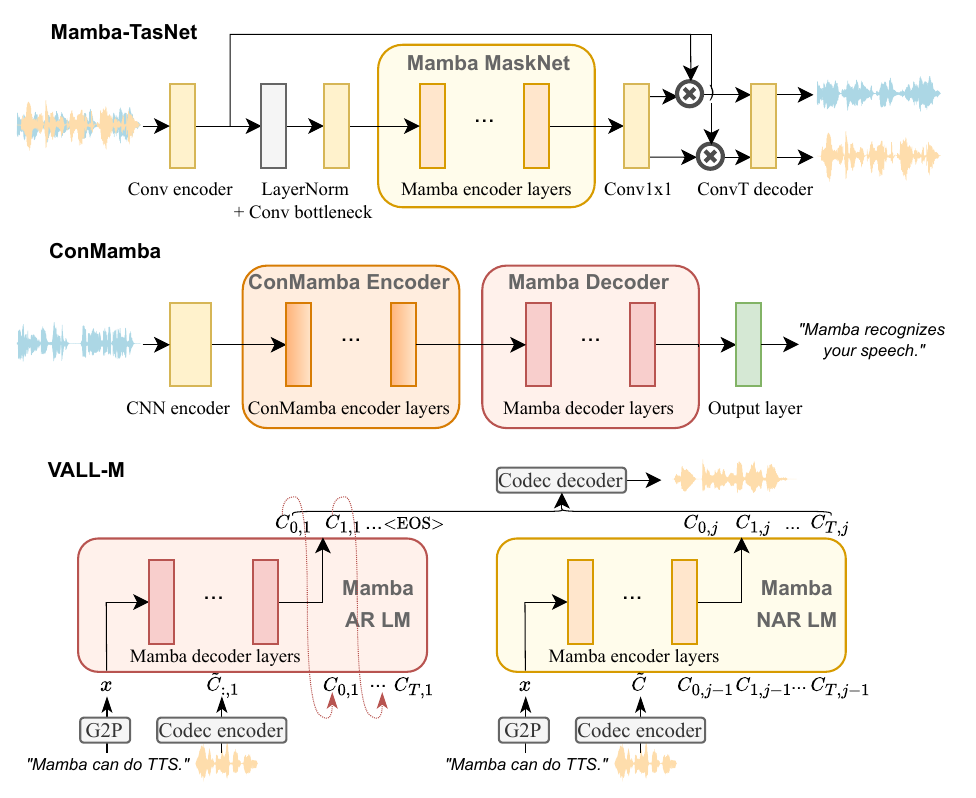 Mamba-TasNet
Mamba MaskNet
...
Conv encoder
LayerNorm
+ Conv bottleneck
Mamba encoder layers
Conv1x1
ConvT decoder
ConMamba
ConMamba Encoder
...
CNN encoder
ConMamba encoder layers
Mamba Decoder
...
Mamba decoder layers
Output layer
"Mamba recognizes
your speech."
VALL-M
Codec decoder
C_{0,1} C_{1,1} ...<EOS>
C_{0,j} C_{1,j} ... C_{T,j}
...
Mamba
AR LM
Mamba decoder layers
x
C̃_{:,1}
C_{0,1} ... C_{T,1}
G2P
Codec encoder
"Mamba can do TTS."
...
Mamba
NAR LM
Mamba encoder layers
x
C̃
C_{0,j−1} C_{1,j−1} ... C_{T,j−1}
G2P
Codec encoder
"Mamba can do TTS."